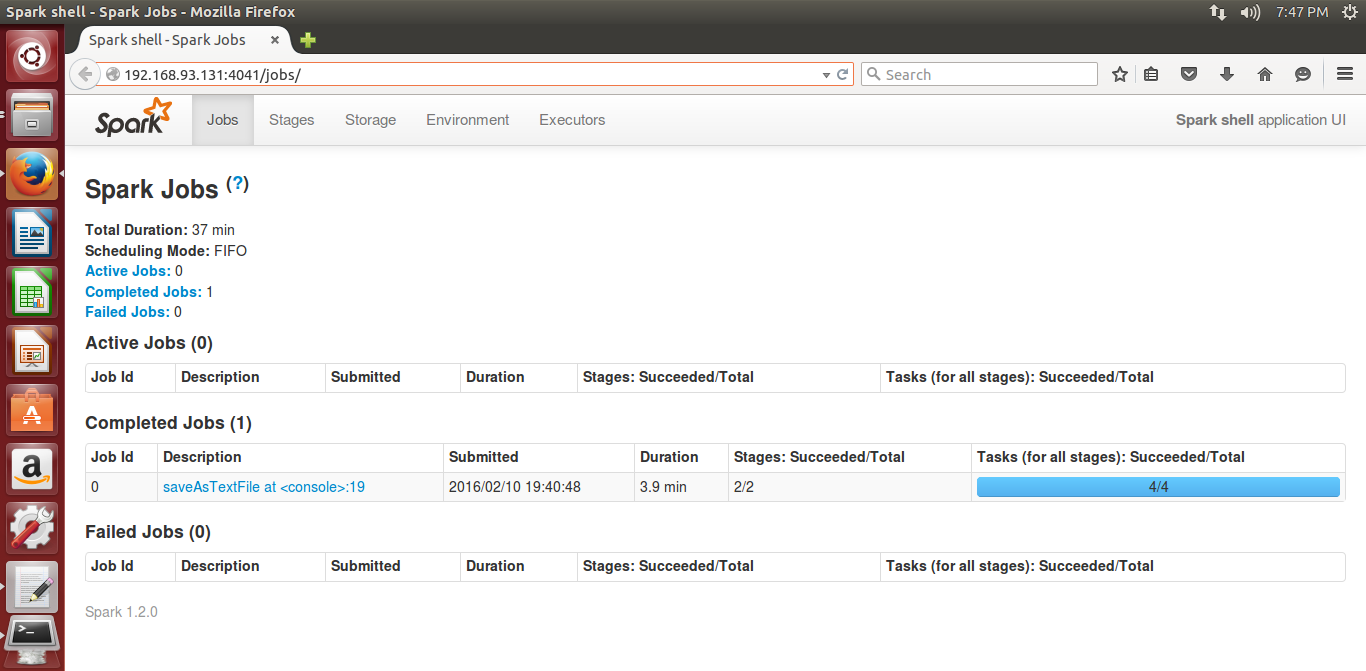 Spark shell - Spark Jobs - Mozilla Firefox 7:47 PM
Spark shell - Spark Jobs
192.168.93.131:4041/jobs/ Search
Spark Jobs Stages Storage Environment Executors Spark shell application UI
Spark Jobs (?)
Total Duration: 37 min
Scheduling Mode: FIFO
Active Jobs: 0
Completed Jobs: 1
Failed Jobs: 0
Active Jobs (0)
Job Id Description Submitted Duration Stages: Succeeded/Total Tasks (for all stages): Succeeded/Total
Completed Jobs (1)
Job Id Description Submitted Duration Stages: Succeeded/Total Tasks (for all stages): Succeeded/Total
0 saveAsTextFile at <console>:19 2016/02/10 19:40:48 3.9 min 2/2 4/4
Failed Jobs (0)
Job Id Description Submitted Duration Stages: Succeeded/Total Tasks (for all stages): Succeeded/Total
Spark 1.2.0